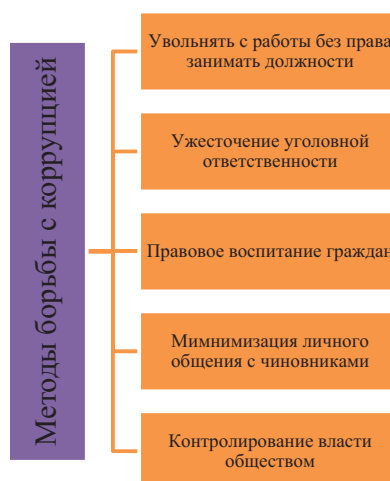 Методы борьбы с коррупцией
Увольнять с работы без права
занимать должности
Ужесточение уголовной
ответственности
Правовое воспитание граждан
Мимнимизация личного
общения с чиновниками
Контролирование власти
обществом